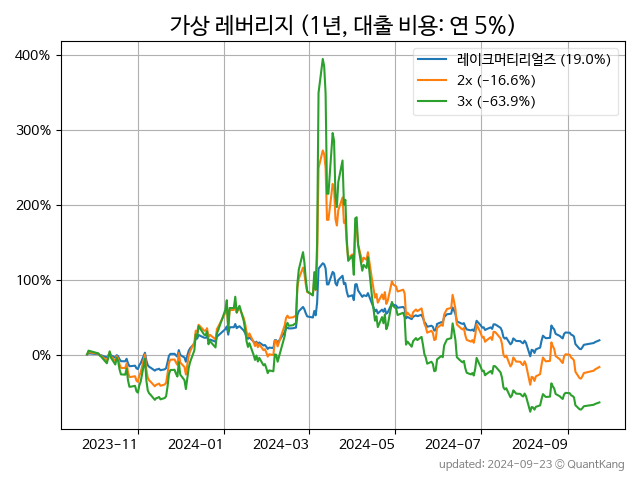 가상 레버리지 (1년, 대출 비용: 연 5%)
레이크머티리얼즈 (19.0%)
2x (-16.6%)
3x (-63.9%)
400%
300%
200%
100%
0%
2023-11 2024-01 2024-03 2024-05 2024-07 2024-09
updated: 2024-09-23 © QuantKang